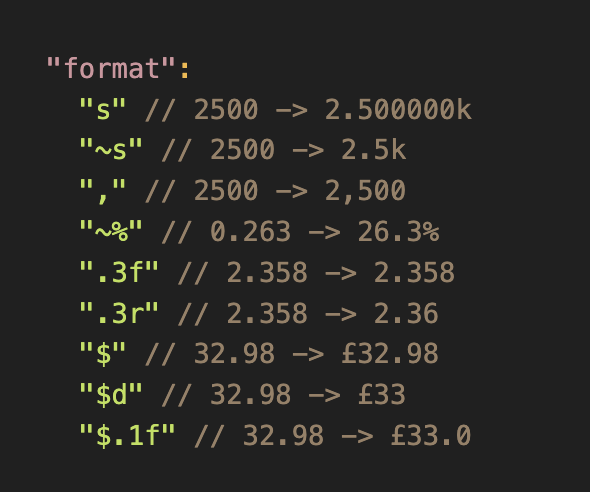 "format":
"s" // 2500 -> 2.500000k
"~s" // 2500 -> 2.5k
"," // 2500 -> 2,500
"~%" // 0.263 -> 26.3%
".3f" // 2.358 -> 2.358
".3r" // 2.358 -> 2.36
"$" // 32.98 -> £32.98
"$d" // 32.98 -> £33
"$.1f" // 32.98 -> £33.0